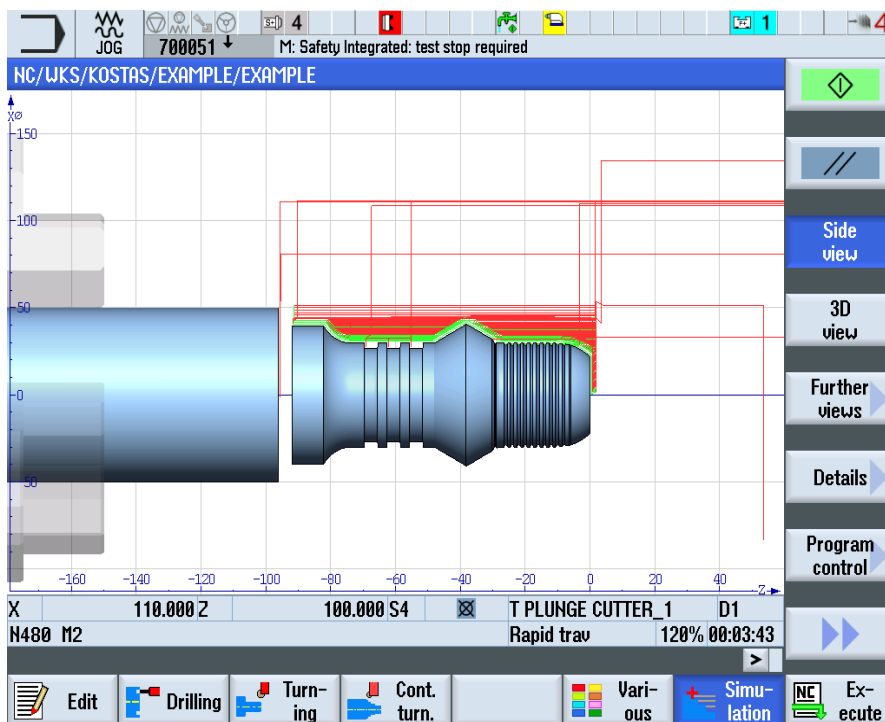 JOG
S-I) 4
1
4
700051
M: Safety Integrated: test stop required
NC/WKS/KOSTAS/EXAMPLE/EXAMPLE
XØ
150
100
50
0
50
-160 -140 -120 -100 -80 -60 -40 -20 0 20 40 Z
Side
view
3D
view
Further
views
Details
Program
control
X 110.000 Z 100.000 S4 T PLUNGE CUTTER_1 D1
N480 M2 Rapid trav 120% 00:03:43
>
Edit
Drilling
Turn-
ing
Cont.
turn.
Vari-
ous
Simu-
lation
NC
Ex-
ecute